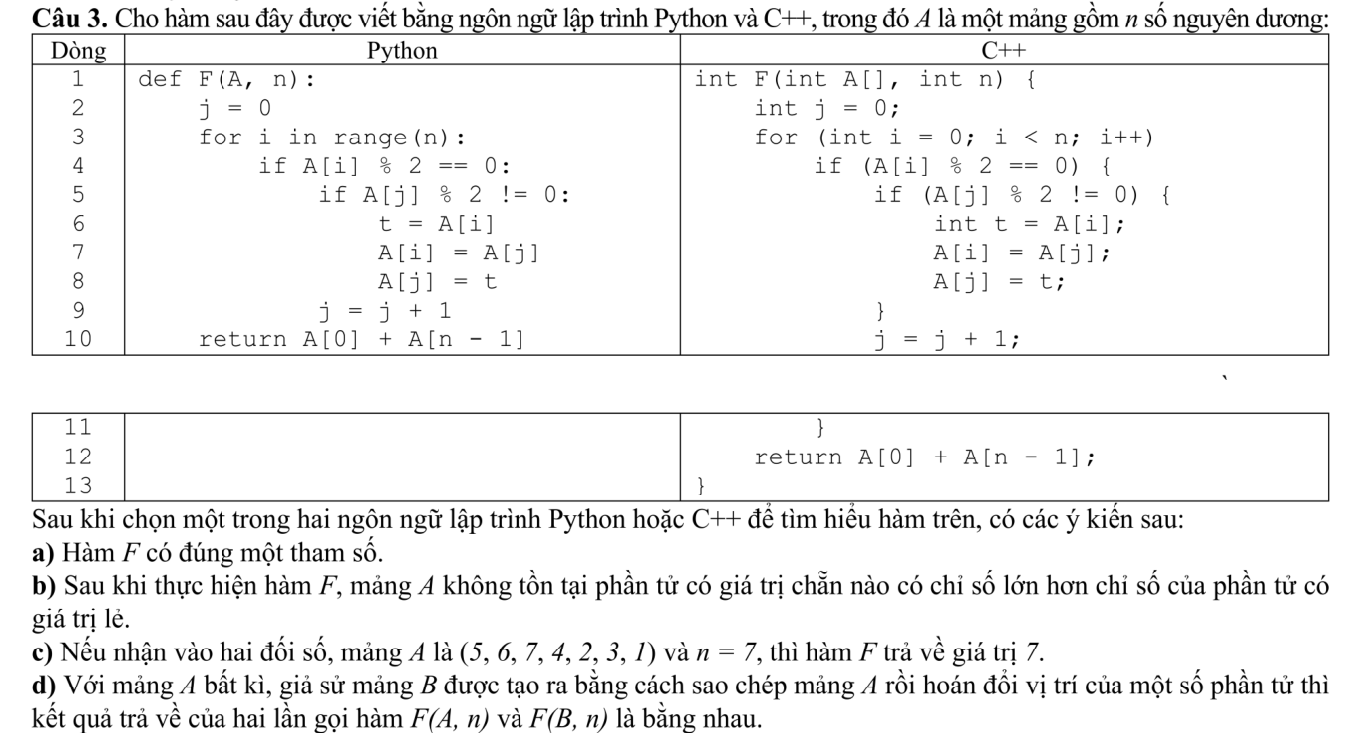 Câu 3. Cho hàm sau đây được viết bằng ngôn ngữ lập trình Python và C++, trong đó A là một mảng gồm n số nguyên dương:
Dòng Python C++
1 def F(A, n): int F(int A[], int n) {
2 j = 0 int j = 0;
3 for i in range(n): for (int i = 0; i < n; i++)
4 if A[i] % 2 == 0: if (A[i] % 2 == 0) {
5 if A[j] % 2 != 0: if (A[j] % 2 != 0) {
6 t = A[i] int t = A[i];
7 A[i] = A[j] A[i] = A[j];
8 A[j] = t A[j] = t;
9 j = j + 1 }
10 return A[0] + A[n - 1] j = j + 1;
11 }
12 return A[0] + A[n - 1];
13 }
Sau khi chọn một trong hai ngôn ngữ lập trình Python hoặc C++ để tìm hiểu hàm trên, có các ý kiến sau:
a) Hàm F có đúng một tham số.
b) Sau khi thực hiện hàm F, mảng A không tồn tại phần tử có giá trị chẵn nào có chỉ số lớn hơn chỉ số của phần tử có
giá trị lẻ.
c) Nếu nhận vào hai đối số, mảng A là (5, 6, 7, 4, 2, 3, 1) và n = 7, thì hàm F trả về giá trị 7.
d) Với mảng A bất kì, giả sử mảng B được tạo ra bằng cách sao chép mảng A rồi hoán đổi vị trí của một số phần tử thì
kết quả trả về của hai lần gọi hàm F(A, n) và F(B, n) là bằng nhau.